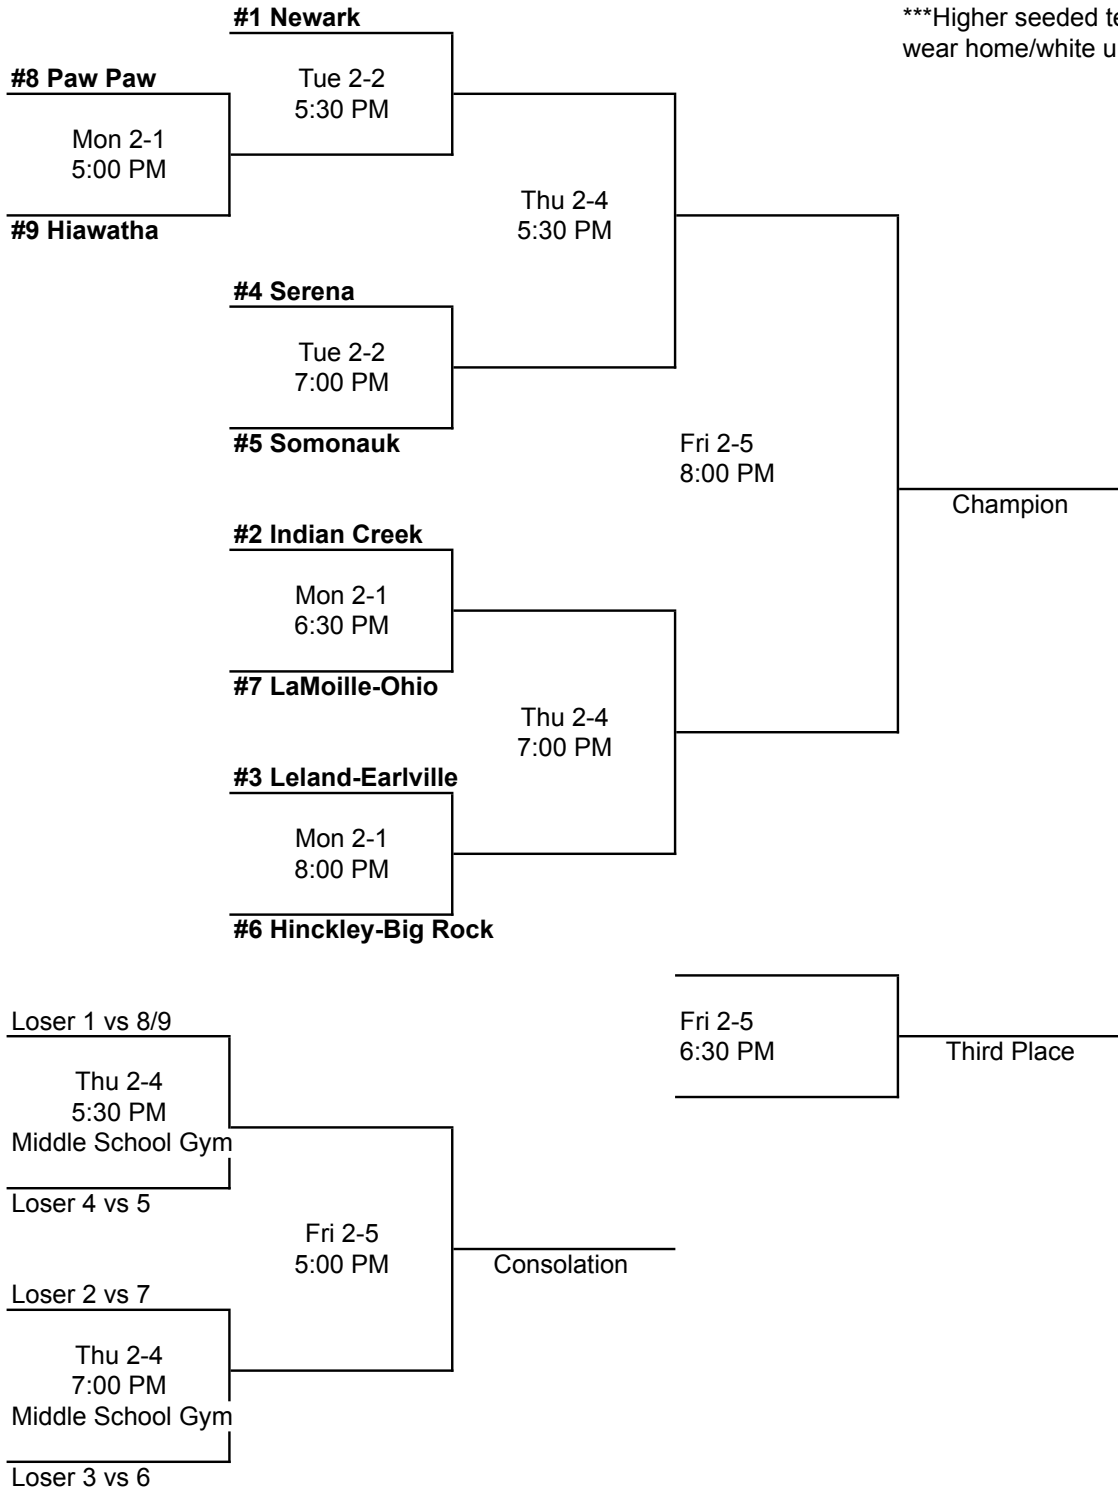 #1 Newark
***Higher seeded te
wear home/white u
#8 Paw Paw
Tue 2-2
5:30 PM
Mon 2-1
5:00 PM
Thu 2-4
5:30 PM
#9 Hiawatha
#4 Serena
Tue 2-2
7:00 PM
#5 Somonauk
Fri 2-5
8:00 PM
Champion
#2 Indian Creek
Mon 2-1
6:30 PM
#7 LaMoille-Ohio
Thu 2-4
7:00 PM
#3 Leland-Earlville
Mon 2-1
8:00 PM
#6 Hinckley-Big Rock
Loser 1 vs 8/9
Fri 2-5
6:30 PM
Third Place
Thu 2-4
5:30 PM
Middle School Gym
Loser 4 vs 5
Fri 2-5
5:00 PM
Consolation
Loser 2 vs 7
Thu 2-4
7:00 PM
Middle School Gym
Loser 3 vs 6